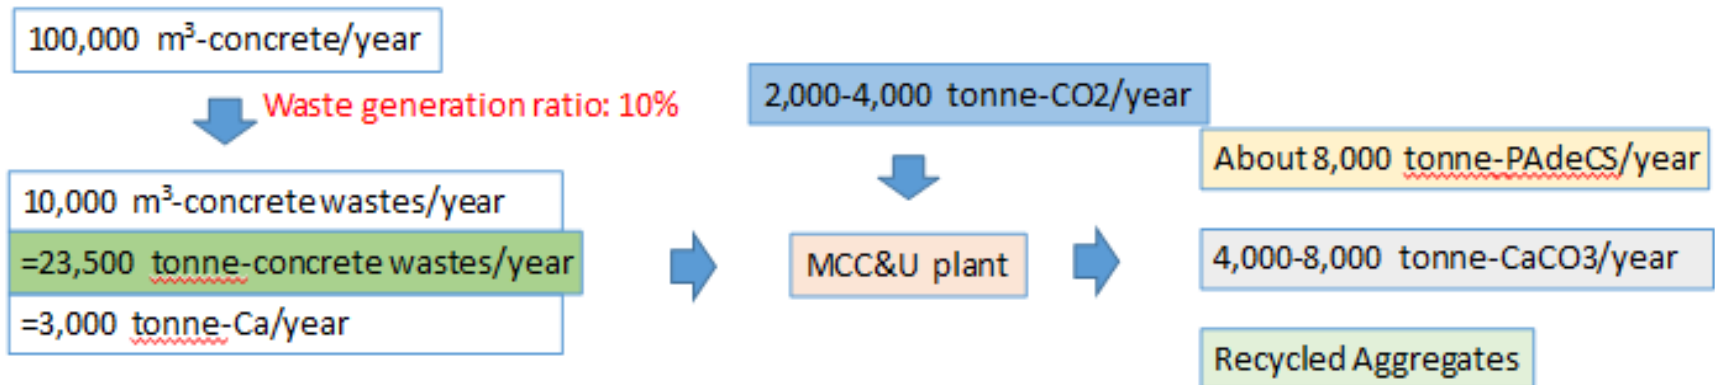 100,000 m³-concrete/year
Waste generation ratio: 10%
10,000 m³-concrete wastes/year
=23,500 tonne-concrete wastes/year
=3,000 tonne-Ca/year
2,000-4,000 tonne-CO2/year
MCC&U plant
About 8,000 tonne-PAdeCS/year
4,000-8,000 tonne-CaCO3/year
Recycled Aggregates